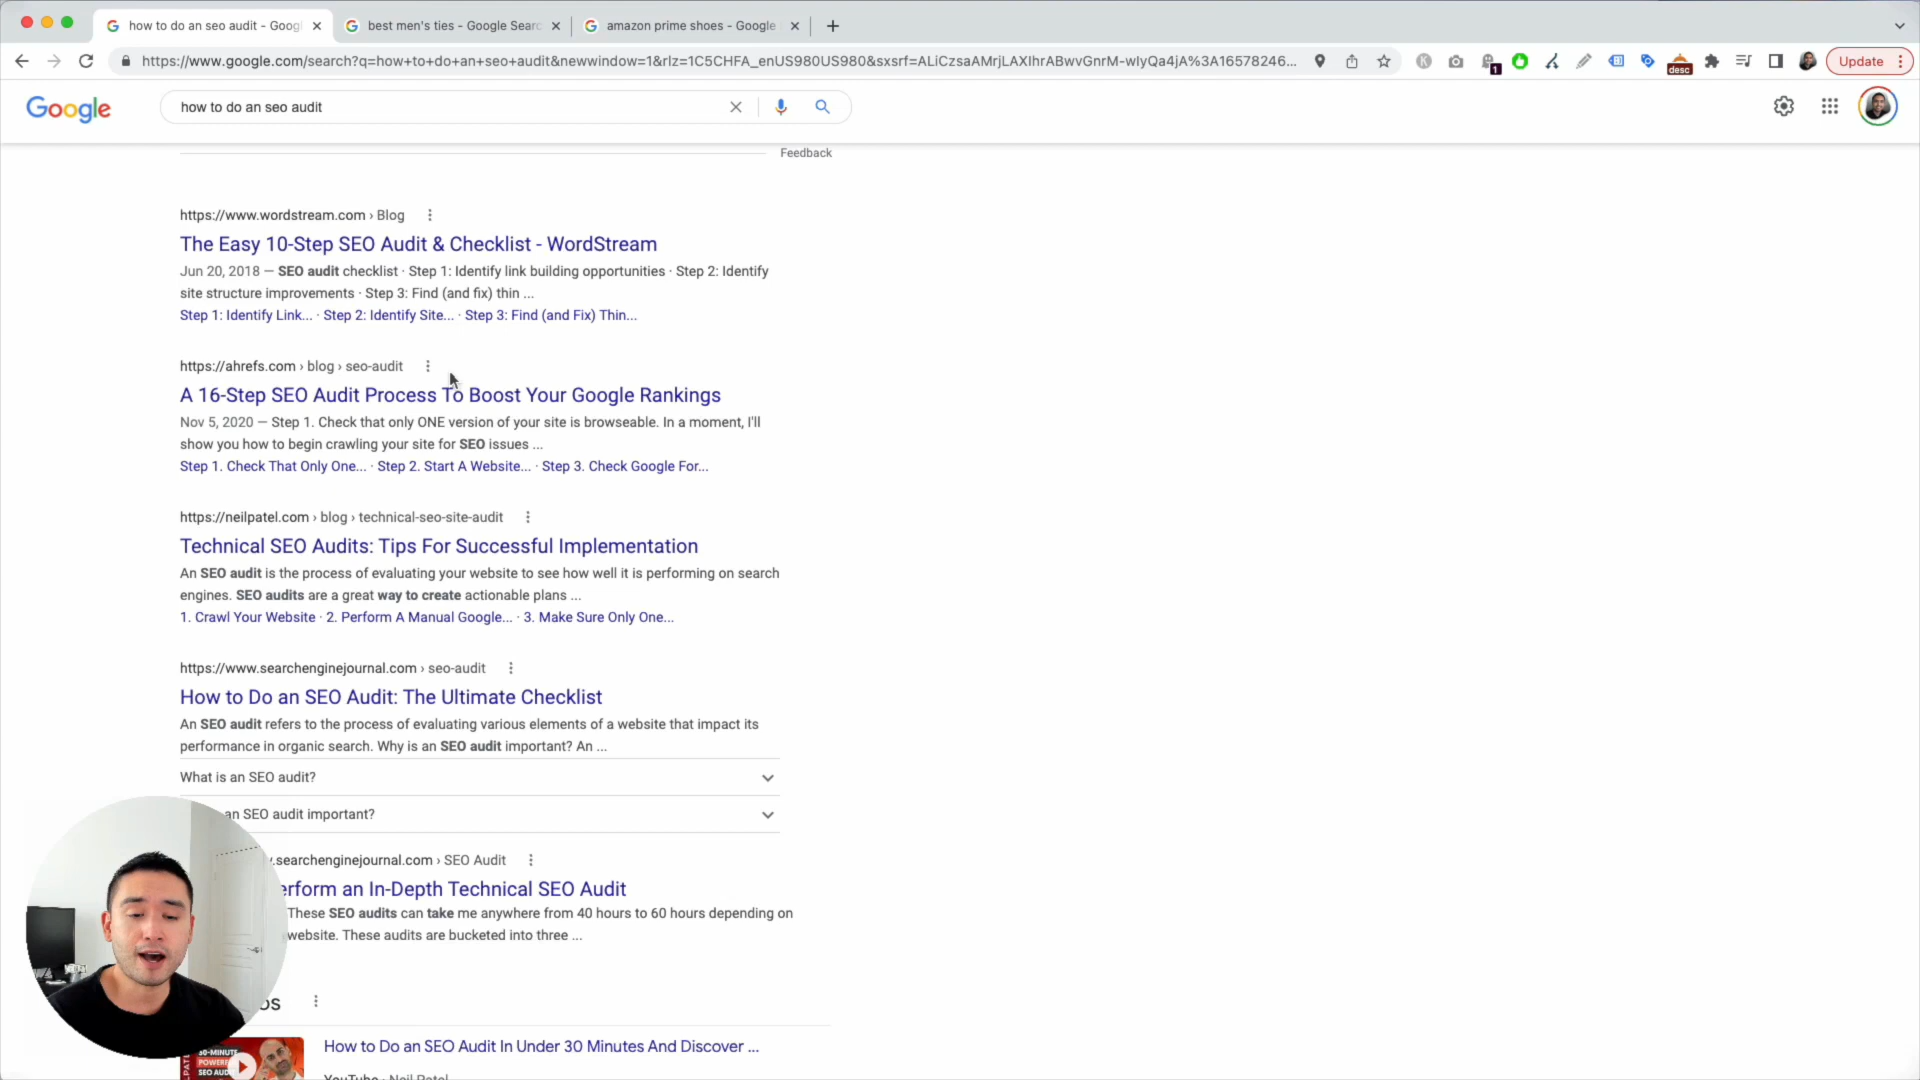 how to do an seo audit - Goog
best men's ties - Google Searc
amazon prime shoes - Google
https://www.google.com/search?q=how+to+do+an+seo+audit&newwindow=1&rlz=1C5CHFA_enUS980US980&sxsrf=ALiCzsaAMrjLAXIhrABwvGnrM-wIyQa4jA%3A16578246...
1
desc
Update
Google
how to do an seo audit
Feedback
https://www.wordstream.com › Blog
The Easy 10-Step SEO Audit & Checklist - WordStream
Jun 20, 2018 — SEO audit checklist · Step 1: Identify link building opportunities · Step 2: Identify
site structure improvements · Step 3: Find (and fix) thin ...
Step 1: Identify Link... · Step 2: Identify Site... · Step 3: Find (and Fix) Thin...
https://ahrefs.com › blog › seo-audit
A 16-Step SEO Audit Process To Boost Your Google Rankings
Nov 5, 2020 — Step 1. Check that only ONE version of your site is browseable. In a moment, I'll
show you how to begin crawling your site for SEO issues ...
Step 1. Check That Only One... · Step 2. Start A Website... · Step 3. Check Google For...
https://neilpatel.com › blog › technical-seo-site-audit
Technical SEO Audits: Tips For Successful Implementation
An SEO audit is the process of evaluating your website to see how well it is performing on search
engines. SEO audits are a great way to create actionable plans ...
1. Crawl Your Website · 2. Perform A Manual Google... · 3. Make Sure Only One...
https://www.searchenginejournal.com › seo-audit
How to Do an SEO Audit: The Ultimate Checklist
An SEO audit refers to the process of evaluating various elements of a website that impact its
performance in organic search. Why is an SEO audit important? An ...
What is an SEO audit?
an SEO audit important?
.searchenginejournal.com › SEO Audit
erform an In-Depth Technical SEO Audit
These SEO audits can take me anywhere from 40 hours to 60 hours depending on
website. These audits are bucketed into three ...
os
30-MINUTE
POWERF
SEO AUD
How to Do an SEO Audit In Under 30 Minutes And Discover ...
YouTube · Neil Patel